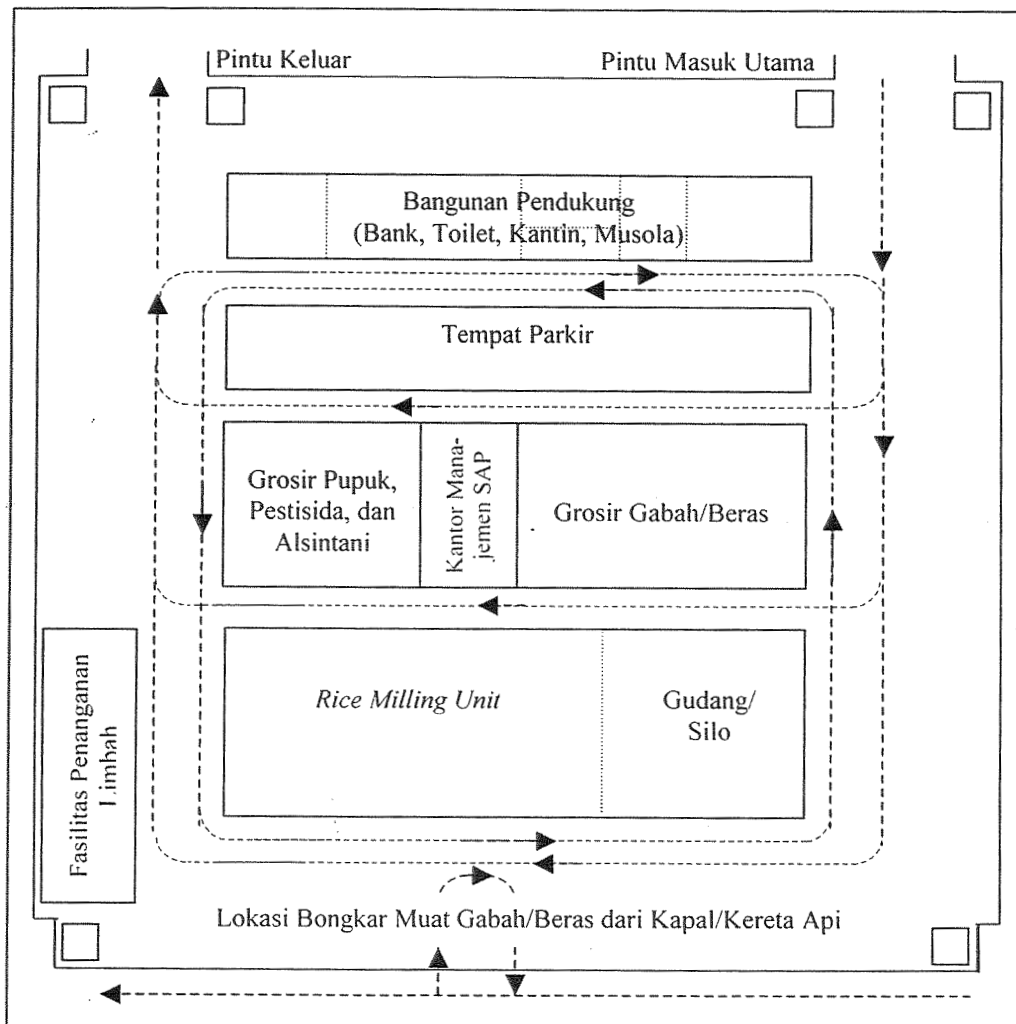 Pintu Keluar
Pintu Masuk Utama
Bangunan Pendukung
(Bank, Toilet, Kantin, Musola)
Tempat Parkir
Grosir Pupuk,
Pestisida, dan
Alsintani
Kantor Mana-
jemen SAP
Grosir Gabah/Beras
Rice Milling Unit
Gudang/
Silo
Fasilitas Penanganan
Limbah
Lokasi Bongkar Muat Gabah/Beras dari Kapal/Kereta Api